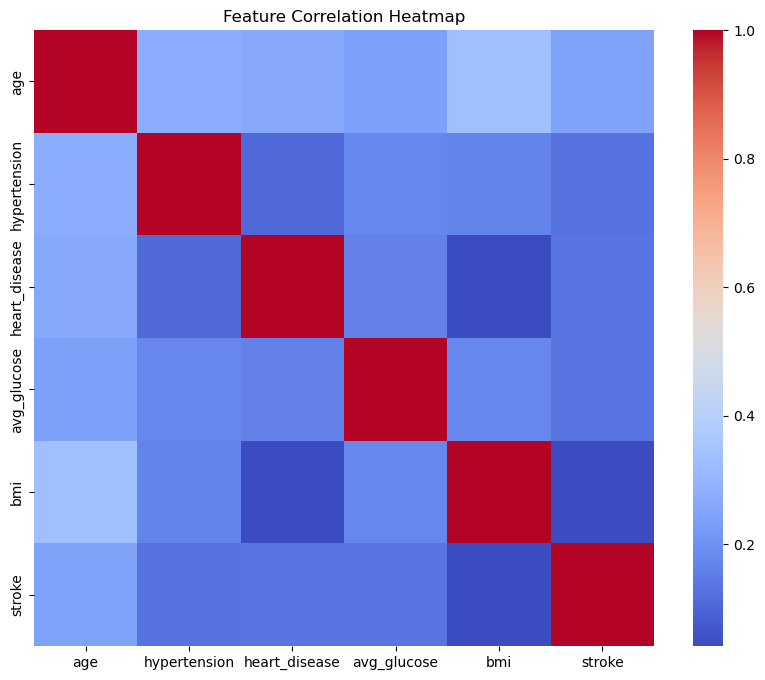 Feature Correlation Heatmap
age
hypertension
heart_disease
avg_glucose
bmi
stroke
age
hypertension
heart_disease
avg_glucose
bmi
stroke
1.0
0.8
0.6
0.4
0.2